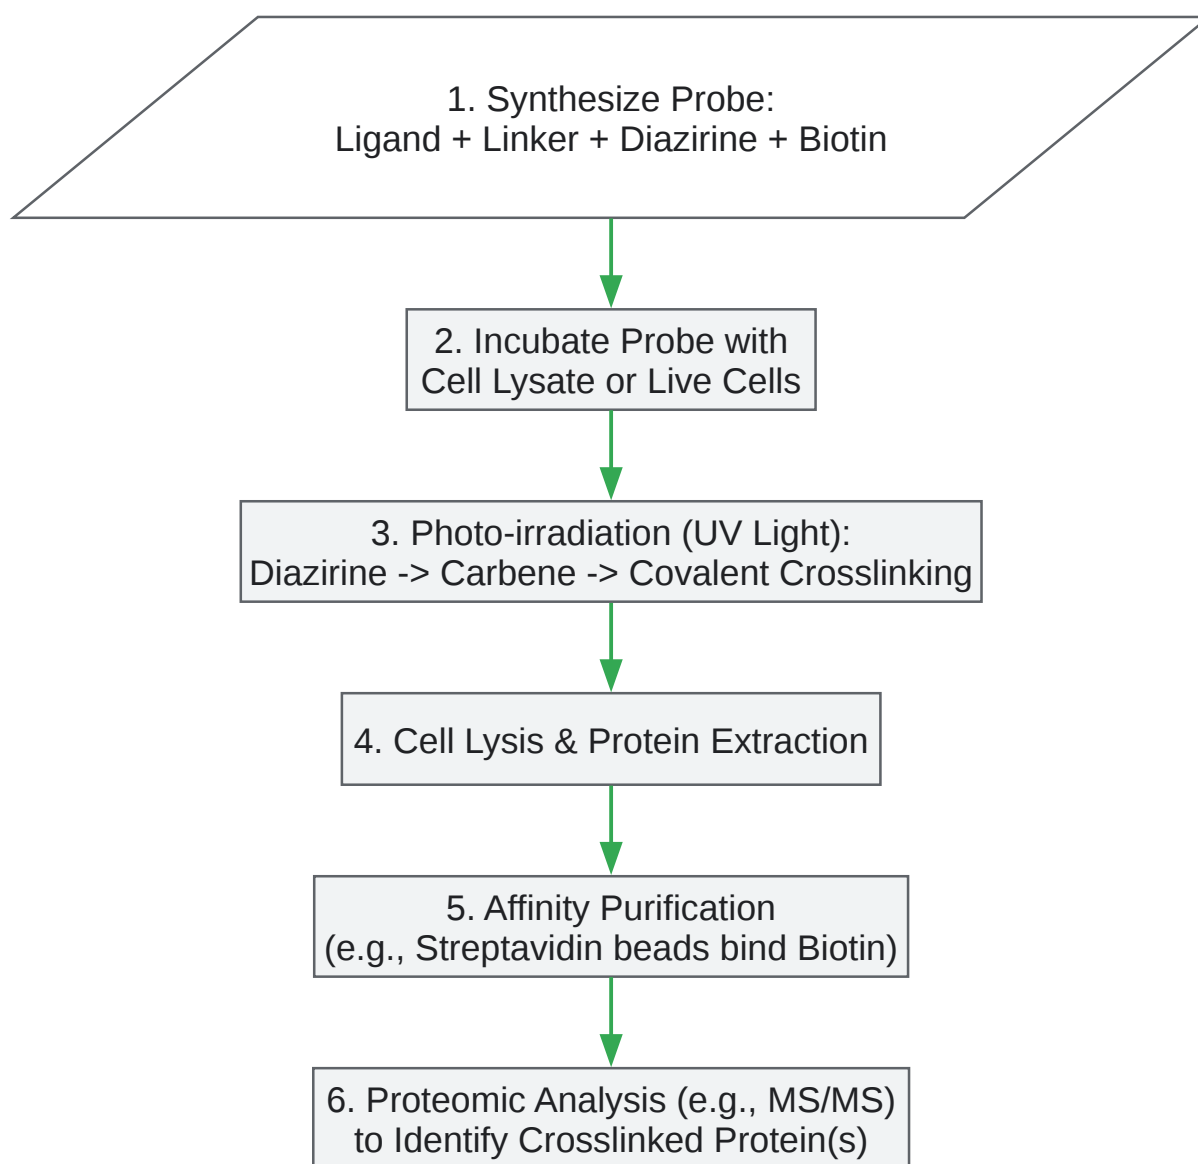 1. Synthesize Probe:
Ligand + Linker + Diazirine + Biotin
2. Incubate Probe with
Cell Lysate or Live Cells
3. Photo-irradiation (UV Light):
Diazirine -> Carbene -> Covalent Crosslinking
4. Cell Lysis & Protein Extraction
5. Affinity Purification
(e.g., Streptavidin beads bind Biotin)
6. Proteomic Analysis (e.g., MS/MS)
to Identify Crosslinked Protein(s)